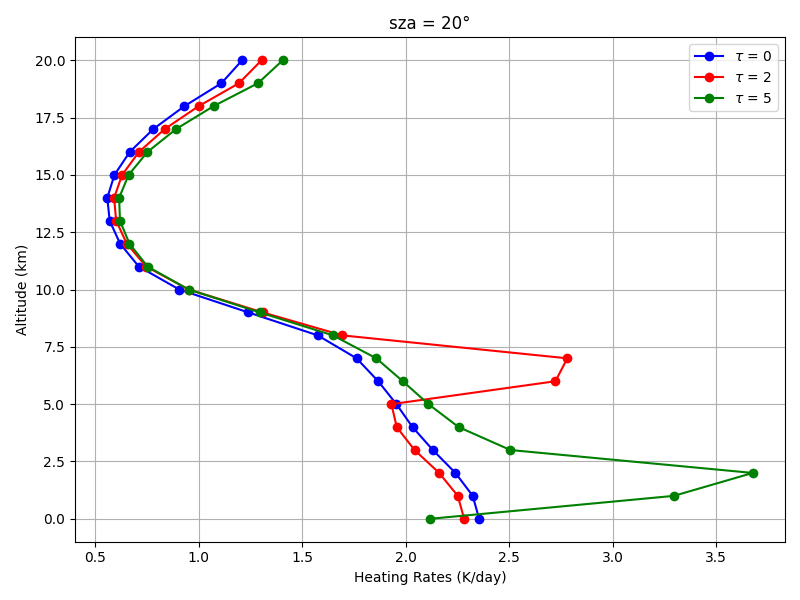 sza = 20°
τ = 0
τ = 2
τ = 5
20.0
17.5
15.0
12.5
10.0
7.5
5.0
2.5
0.0
Altitude (km)
0.5 1.0 1.5 2.0 2.5 3.0 3.5
Heating Rates (K/day)